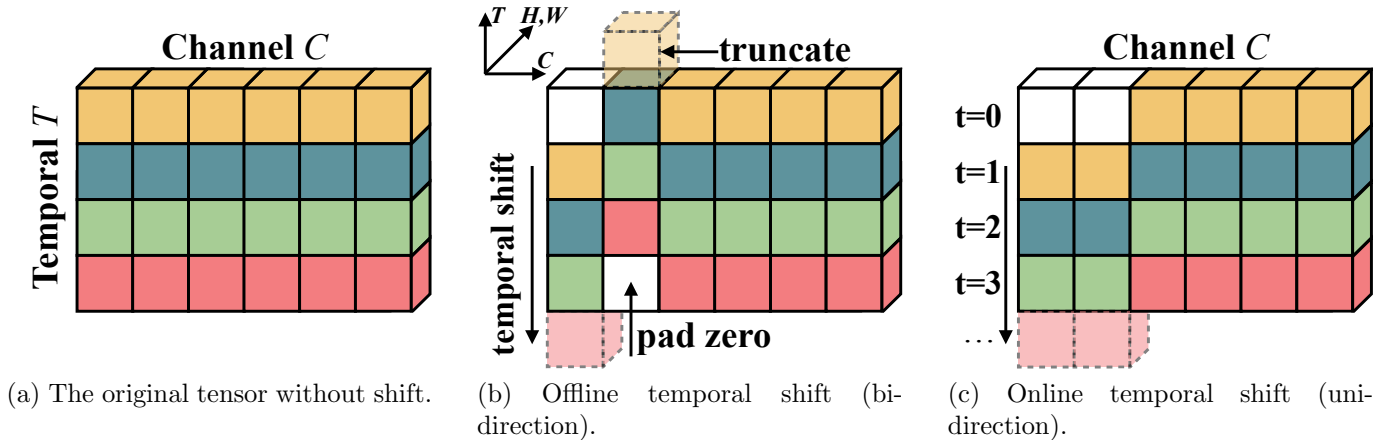 Channel C
Temporal T
(a) The original tensor without shift.
T
H,W
C
truncate
temporal shift
pad zero
(b) Offline temporal shift (bi-
direction).
Channel C
t=0
t=1
t=2
t=3
...
(c) Online temporal shift (uni-
direction).